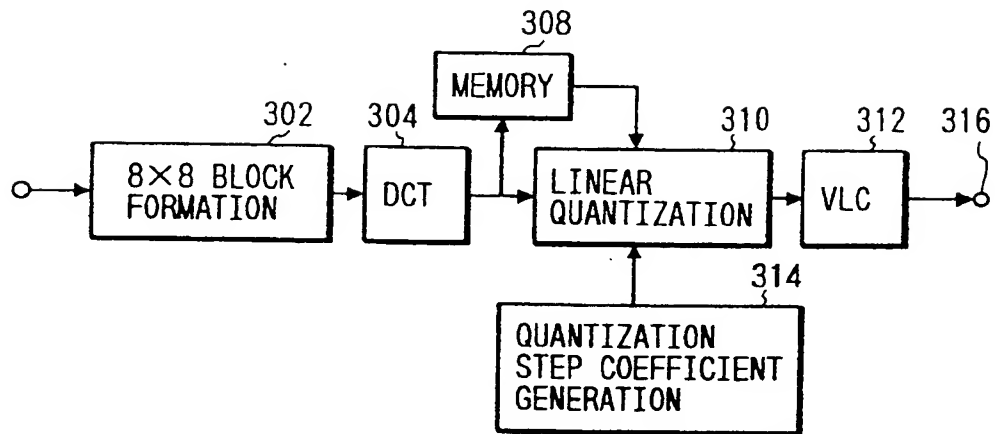 308
MEMORY
302
304
310
312
316
8×8 BLOCK
FORMATION
DCT
LINEAR
QUANTIZATION
VLC
314
QUANTIZATION
STEP COEFFICIENT
GENERATION